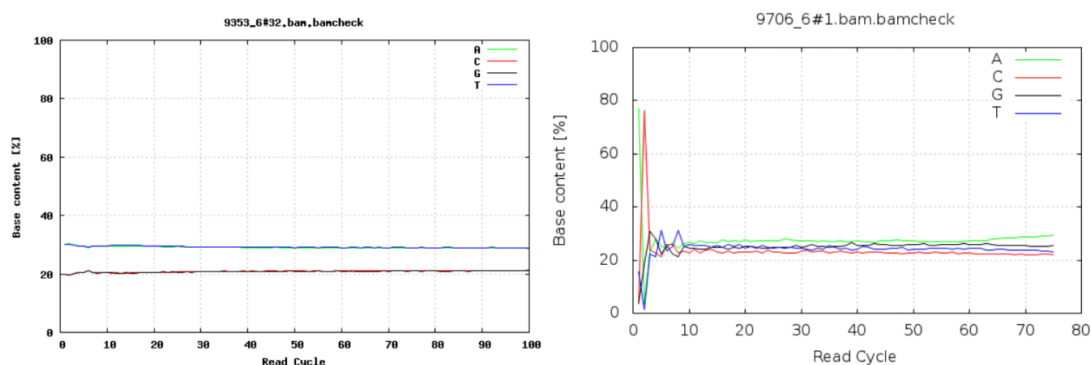 9353_6#32.bam.bamcheck
100
80
60
40
20
0
Base content [%]
A
C
G
T
0 10 20 30 40 50 60 70 80 90 100
Read Cycle
9706_6#1.bam.bamcheck
100
80
60
40
20
0
Base content [%]
A
C
G
T
0 10 20 30 40 50 60 70 80
Read Cycle